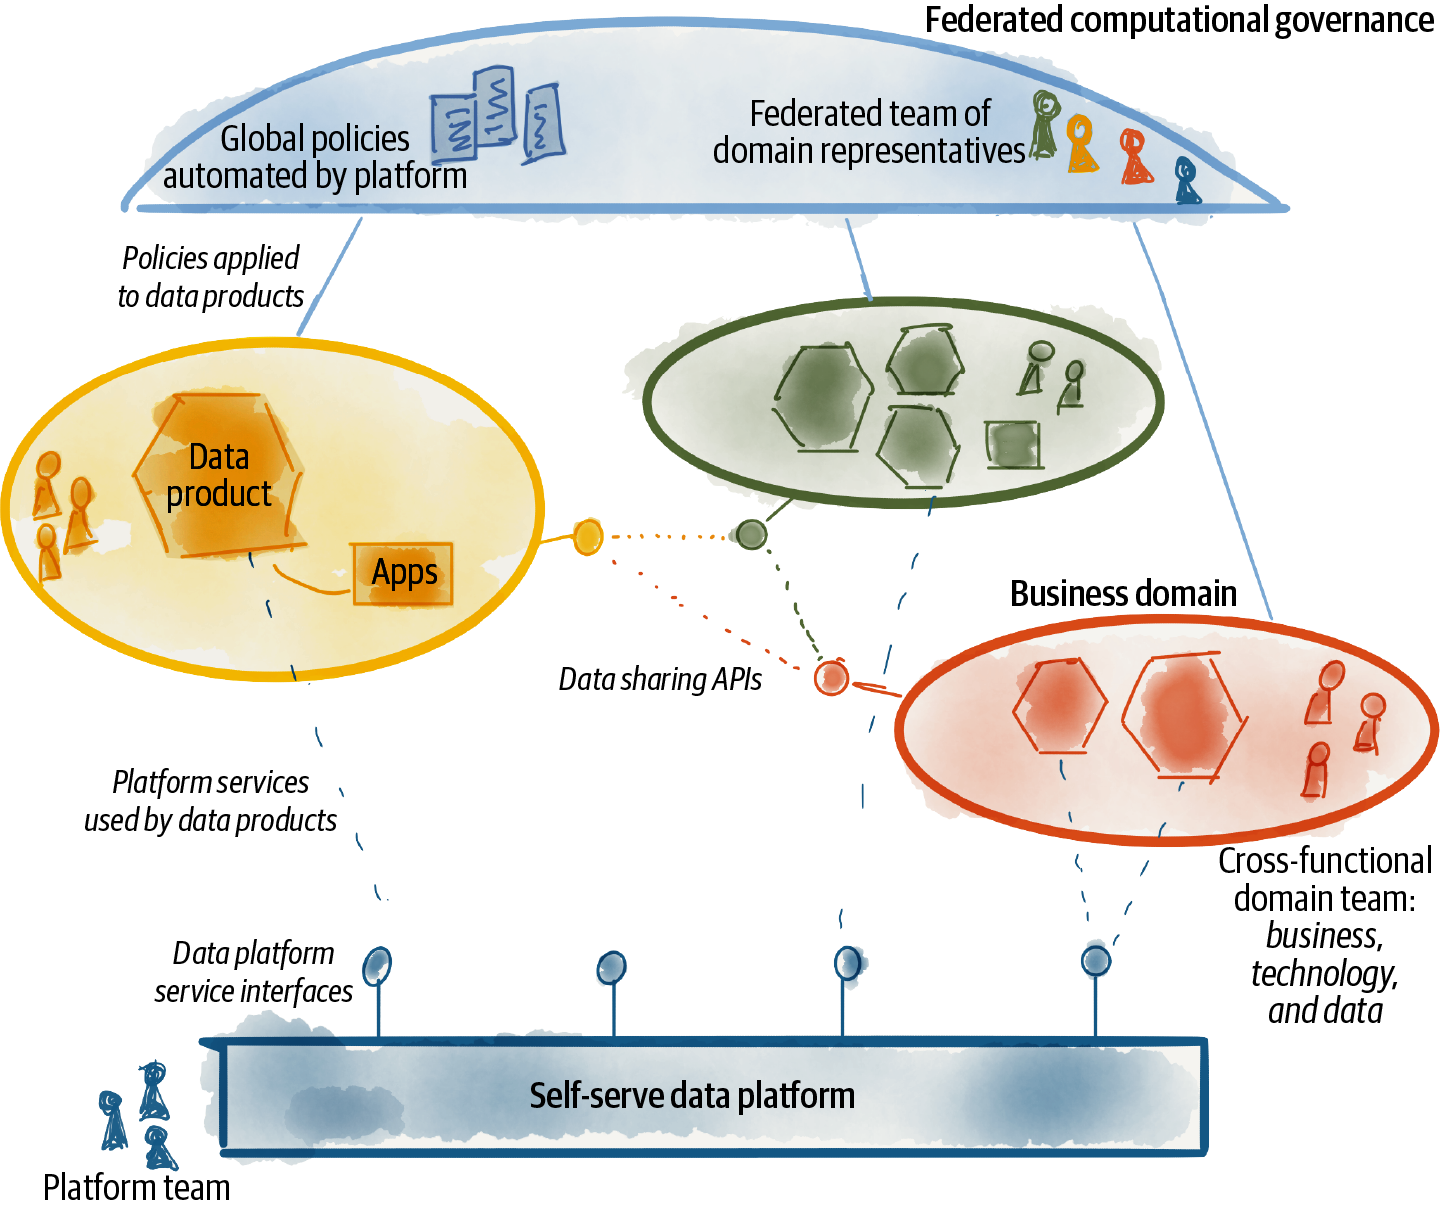 Federated computational governance
Global policies
automated by platform
Federated team of
domain representatives
Policies applied
to data products
Data
product
Apps
Business domain
Data sharing APIs
Platform services
used by data products
Cross-functional
domain team:
business,
technology,
and data
Data platform
service interfaces
Self-serve data platform
Platform team